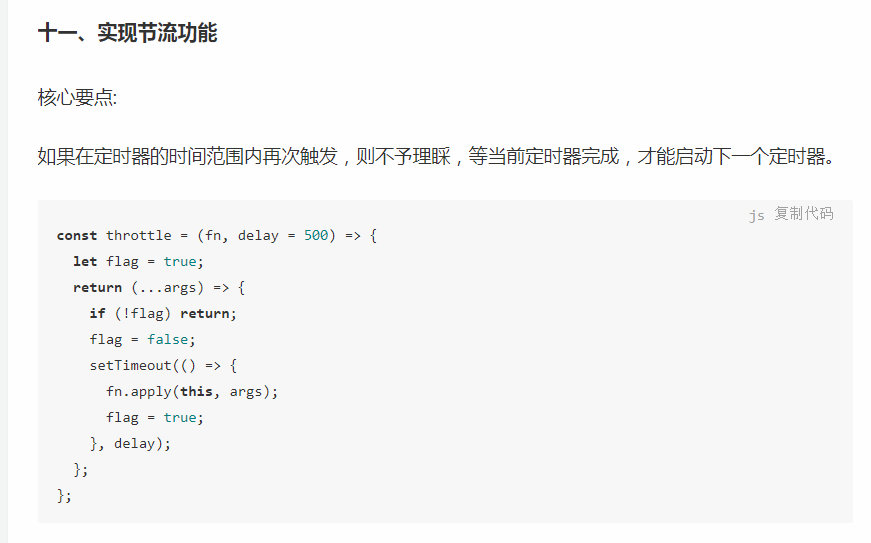 十一、实现节流功能
核心要点:
如果在定时器的时间范围内再次触发，则不予理睬，等当前定时器完成，才能启动下一个定时器。
js 复制代码
const throttle = (fn, delay = 500) => {
  let flag = true;
  return (...args) => {
    if (!flag) return;
    flag = false;
    setTimeout(() => {
      fn.apply(this, args);
      flag = true;
    }, delay);
  };
};